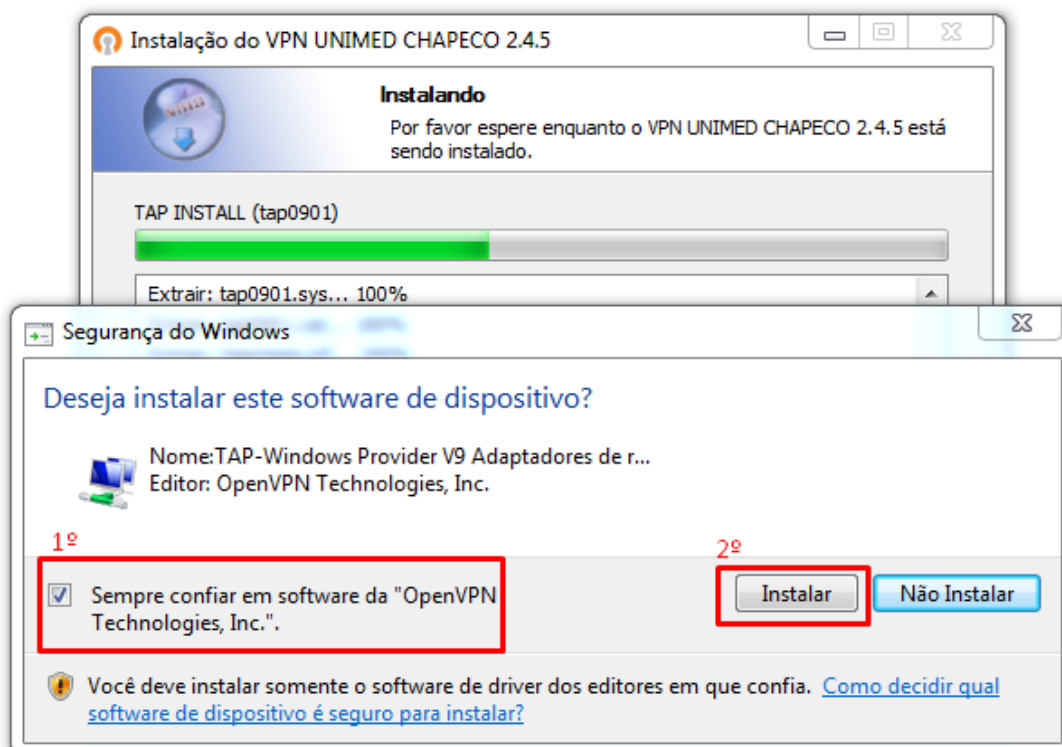 Instalação do VPN UNIMED CHAPECO 2.4.5
Instalando
Por favor espere enquanto o VPN UNIMED CHAPECO 2.4.5 está
sendo instalado.
TAP INSTALL (tap0901)
Extrair: tap0901.sys... 100%
Segurança do Windows
Deseja instalar este software de dispositivo?
Nome:TAP-Windows Provider V9 Adaptadores de r...
Editor: OpenVPN Technologies, Inc.
1º
2º
Sempre confiar em software da "OpenVPN
Technologies, Inc.".
Instalar
Não Instalar
Você deve instalar somente o software de driver dos editores em que confia. Como decidir qual
software de dispositivo é seguro para instalar?